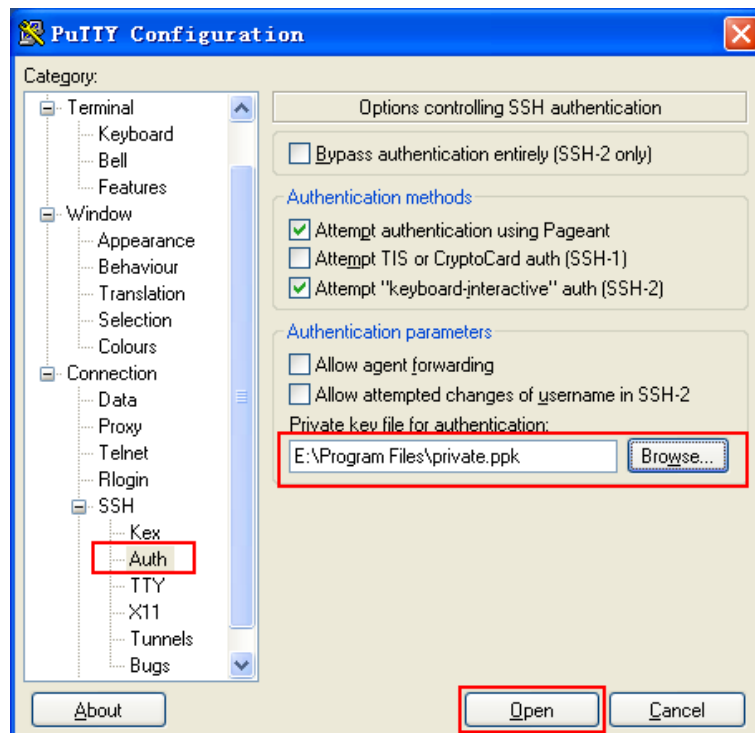 PuTTY Configuration
Category:
Terminal
Keyboard
Bell
Features
Window
Appearance
Behaviour
Translation
Selection
Colours
Connection
Data
Proxy
Telnet
Rlogin
SSH
Kex
Auth
TTY
X11
Tunnels
Bugs
Options controlling SSH authentication
Bypass authentication entirely (SSH-2 only)
Authentication methods
Attempt authentication using Pageant
Attempt TIS or CryptoCard auth (SSH-1)
Attempt "keyboard-interactive" auth (SSH-2)
Authentication parameters
Allow agent forwarding
Allow attempted changes of username in SSH-2
Private key file for authentication:
E:\Program Files\private.ppk
Browse...
About
Open
Cancel